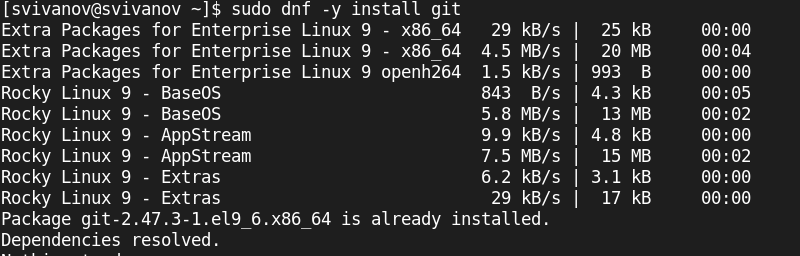 [svivanov@svivanov ~]$ sudo dnf -y install git
Extra Packages for Enterprise Linux 9 - x86_64   29 kB/s |  25 kB     00:00
Extra Packages for Enterprise Linux 9 - x86_64  4.5 MB/s |  20 MB     00:04
Extra Packages for Enterprise Linux 9 openh264  1.5 kB/s | 993  B     00:00
Rocky Linux 9 - BaseOS                          843  B/s | 4.3 kB     00:05
Rocky Linux 9 - BaseOS                          5.8 MB/s |  13 MB     00:02
Rocky Linux 9 - AppStream                       9.9 kB/s | 4.8 kB     00:00
Rocky Linux 9 - AppStream                       7.5 MB/s |  15 MB     00:02
Rocky Linux 9 - Extras                          6.2 kB/s | 3.1 kB     00:00
Rocky Linux 9 - Extras                           29 kB/s |  17 kB     00:00
Package git-2.47.3-1.el9_6.x86_64 is already installed.
Dependencies resolved.